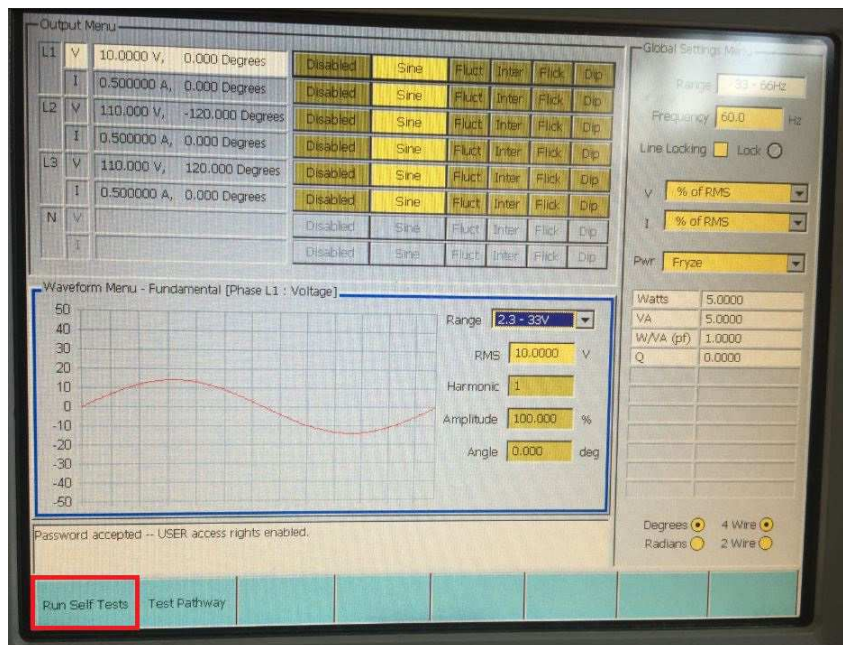 Output Menu
L1 V 10.0000 V, 0.000 Degrees Disabled Sine Fluct Inter Flick Dip
I 0.500000 A, 0.000 Degrees Disabled Sine Fluct Inter Flick Dip
L2 V 110.000 V, -120.000 Degrees Disabled Sine Fluct Inter Flick Dip
I 0.500000 A, 0.000 Degrees Disabled Sine Fluct Inter Flick Dip
L3 V 110.000 V, 120.000 Degrees Disabled Sine Fluct Inter Flick Dip
I 0.500000 A, 0.000 Degrees Disabled Sine Fluct Inter Flick Dip
N V Disabled Sine Fluct Inter Flick Dip
I Disabled Sine Fluct Inter Flick Dip
Global Settings Menu
Range 33 - 66Hz
Frequency 60.0 Hz
Line Locking Lock
V % of RMS
I % of RMS
Pwr Fryze
Watts 5.0000
VA 5.0000
W/VA (pf) 1.0000
Q 0.0000
Degrees 4 Wire
Radians 2 Wire
Waveform Menu - Fundamental [Phase L1 : Voltage]
50
40
30
20
10
0
-10
-20
-30
-40
-50
Range 2.3 - 33V
RMS 10.0000 V
Harmonic 1
Amplitude 100.000 %
Angle 0.000 deg
Password accepted -- USER access rights enabled.
Run Self Tests Test Pathway